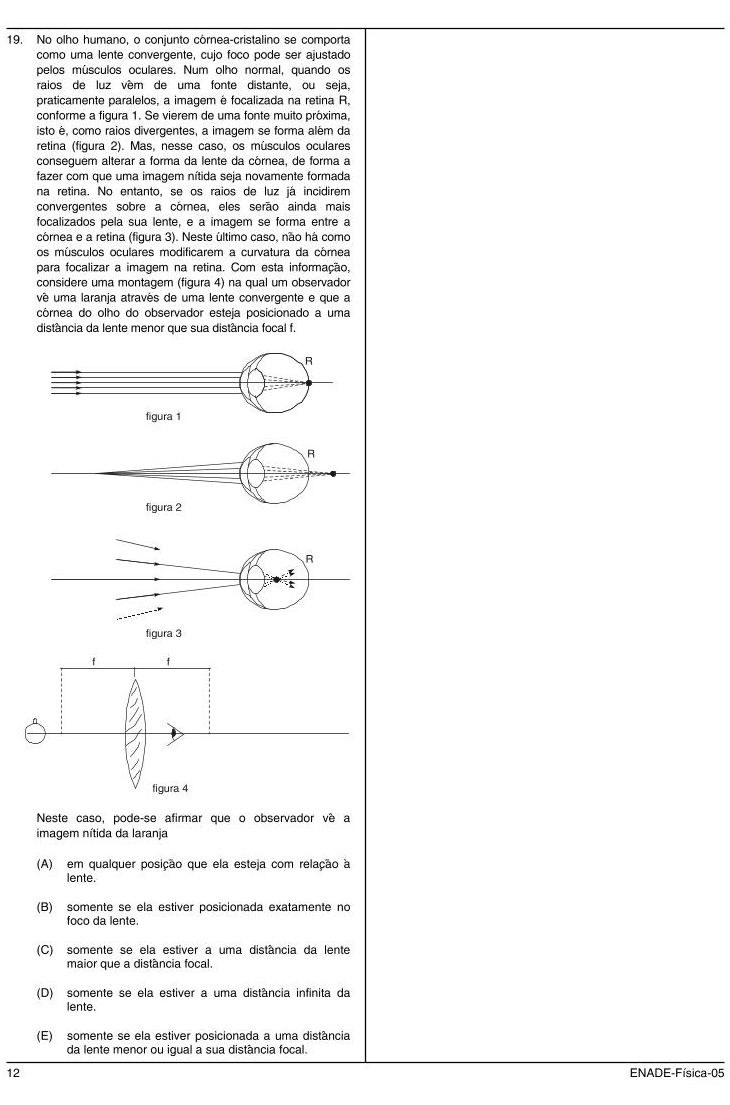 19. No olho humano, o conjunto córnea-cristalino se comporta
como uma lente convergente, cujo foco pode ser ajustado
pelos músculos oculares. Num olho normal, quando os
raios de luz vêm de uma fonte distante, ou seja,
praticamente paralelos, a imagem é focalizada na retina R,
conforme a figura 1. Se vierem de uma fonte muito próxima,
isto é, como raios divergentes, a imagem se forma além da
retina (figura 2). Mas, nesse caso, os músculos oculares
conseguem alterar a forma da lente da córnea, de forma a
fazer com que uma imagem nítida seja novamente formada
na retina. No entanto, se os raios de luz já incidirem
convergentes sobre a córnea, eles serão ainda mais
focalizados pela sua lente, e a imagem se forma entre a
córnea e a retina (figura 3). Neste último caso, não há como
os músculos oculares modificarem a curvatura da córnea
para focalizar a imagem na retina. Com esta informação,
considere uma montagem (figura 4) na qual um observador
vê uma laranja através de uma lente convergente e que a
córnea do olho do observador esteja posicionado a uma
distância da lente menor que sua distância focal f.
R
figura 1
R
figura 2
R
figura 3
f f
figura 4
Neste caso, pode-se afirmar que o observador vê a
imagem nítida da laranja
(A) em qualquer posição que ela esteja com relação à
lente.
(B) somente se ela estiver posicionada exatamente no
foco da lente.
(C) somente se ela estiver a uma distância da lente
maior que a distância focal.
(D) somente se ela estiver a uma distância infinita da
lente.
(E) somente se ela estiver posicionada a uma distância
da lente menor ou igual a sua distância focal.
12 ENADE-Física-05